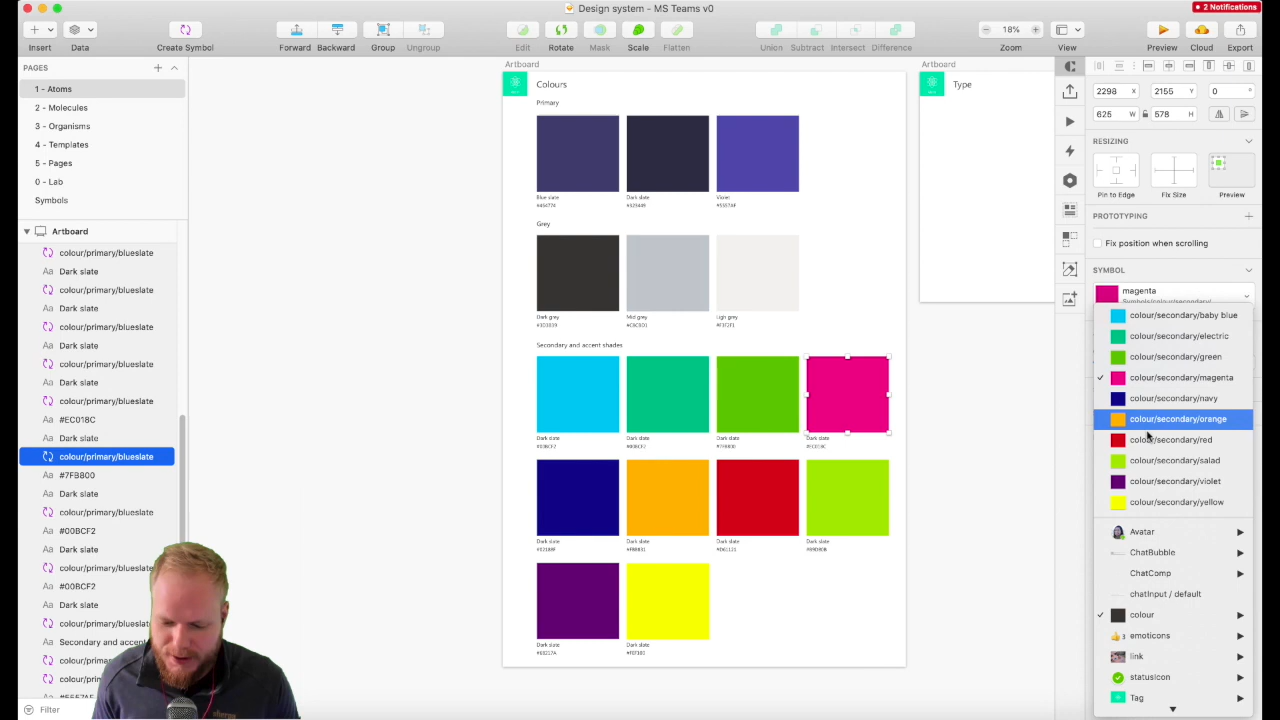 Design system - MS Teams v0
2 Notifications
Insert
Data
Create Symbol
Forward
Backward
Group
Ungroup
Edit
Rotate
Mask
Scale
Flatten
Union
Subtract
Intersect
Difference
18%
Zoom
View
Preview
Cloud
Export
PAGES
1 - Atoms
2 - Molecules
3 - Organisms
4 - Templates
5 - Pages
0 - Lab
Symbols
Artboard
colour/primary/blueslate
Dark slate
colour/primary/blueslate
Dark slate
colour/primary/blueslate
Dark slate
colour/primary/blueslate
Dark slate
colour/primary/blueslate
#EC018C
Dark slate
colour/primary/blueslate
#7FB800
Dark slate
colour/primary/blueslate
#00BCF2
Dark slate
colour/primary/blueslate
#00BCF2
Dark slate
Secondary and accent
colour/prima
colour/prim
Filter
Artboard
Colours
Primary
Blue slate
Dark slate
Violet
Grey
Dark grey
Mid grey
Ligh grey
Secondary and accent shades
Dark slate
Dark slate
Dark slate
Dark slate
Dark slate
Dark slate
Dark slate
Dark slate
Dark slate
Dark slate
Artboard
Type
2298 X
2155 Y
0 °
625 W
578 H
RESIZING
Pin to Edge
Fix Size
Preview
PROTOTYPING
Fix position when scrolling
SYMBOL
magenta
Symbols/colour/secondary/
colour/secondary/baby blue
colour/secondary/electric
colour/secondary/green
colour/secondary/magenta
colour/secondary/navy
colour/secondary/orange
colour/secondary/red
colour/secondary/salad
colour/secondary/violet
colour/secondary/yellow
Avatar
ChatBubble
ChatComp
chatInput / default
colour
emoticons
link
statusIcon
Tag